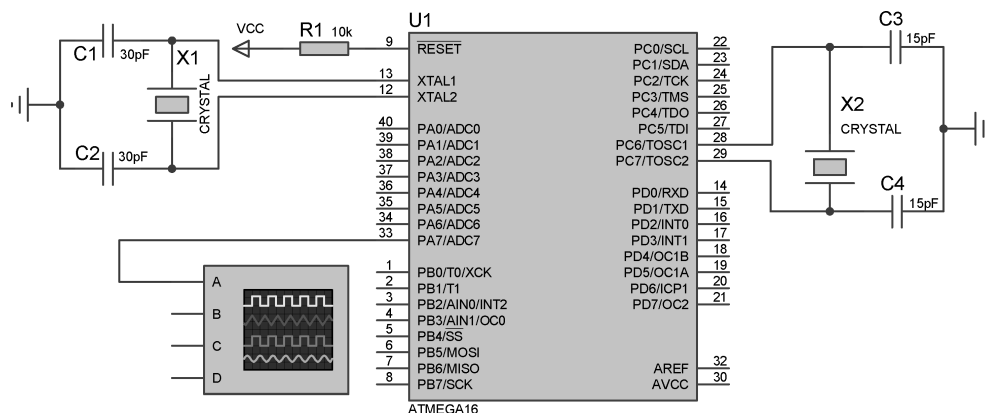 U1
VCC
R1 10k
C1 30pF
X1
CRYSTAL
C2 30pF
9 RESET
13 XTAL1
12 XTAL2
40 PA0/ADC0
39 PA1/ADC1
38 PA2/ADC2
37 PA3/ADC3
36 PA4/ADC4
35 PA5/ADC5
34 PA6/ADC6
33 PA7/ADC7
1 PB0/T0/XCK
2 PB1/T1
3 PB2/AIN0/INT2
4 PB3/AIN1/OC0
5 PB4/SS
6 PB5/MOSI
7 PB6/MISO
8 PB7/SCK
PC0/SCL 22
PC1/SDA 23
PC2/TCK 24
PC3/TMS 25
PC4/TDO 26
PC5/TDI 27
PC6/TOSC1 28
PC7/TOSC2 29
PD0/RXD 14
PD1/TXD 15
PD2/INT0 16
PD3/INT1 17
PD4/OC1B 18
PD5/OC1A 19
PD6/ICP1 20
PD7/OC2 21
AREF 32
AVCC 30
ATMEGA16
C3
15pF
X2
CRYSTAL
C4
15pF
A
B
C
D